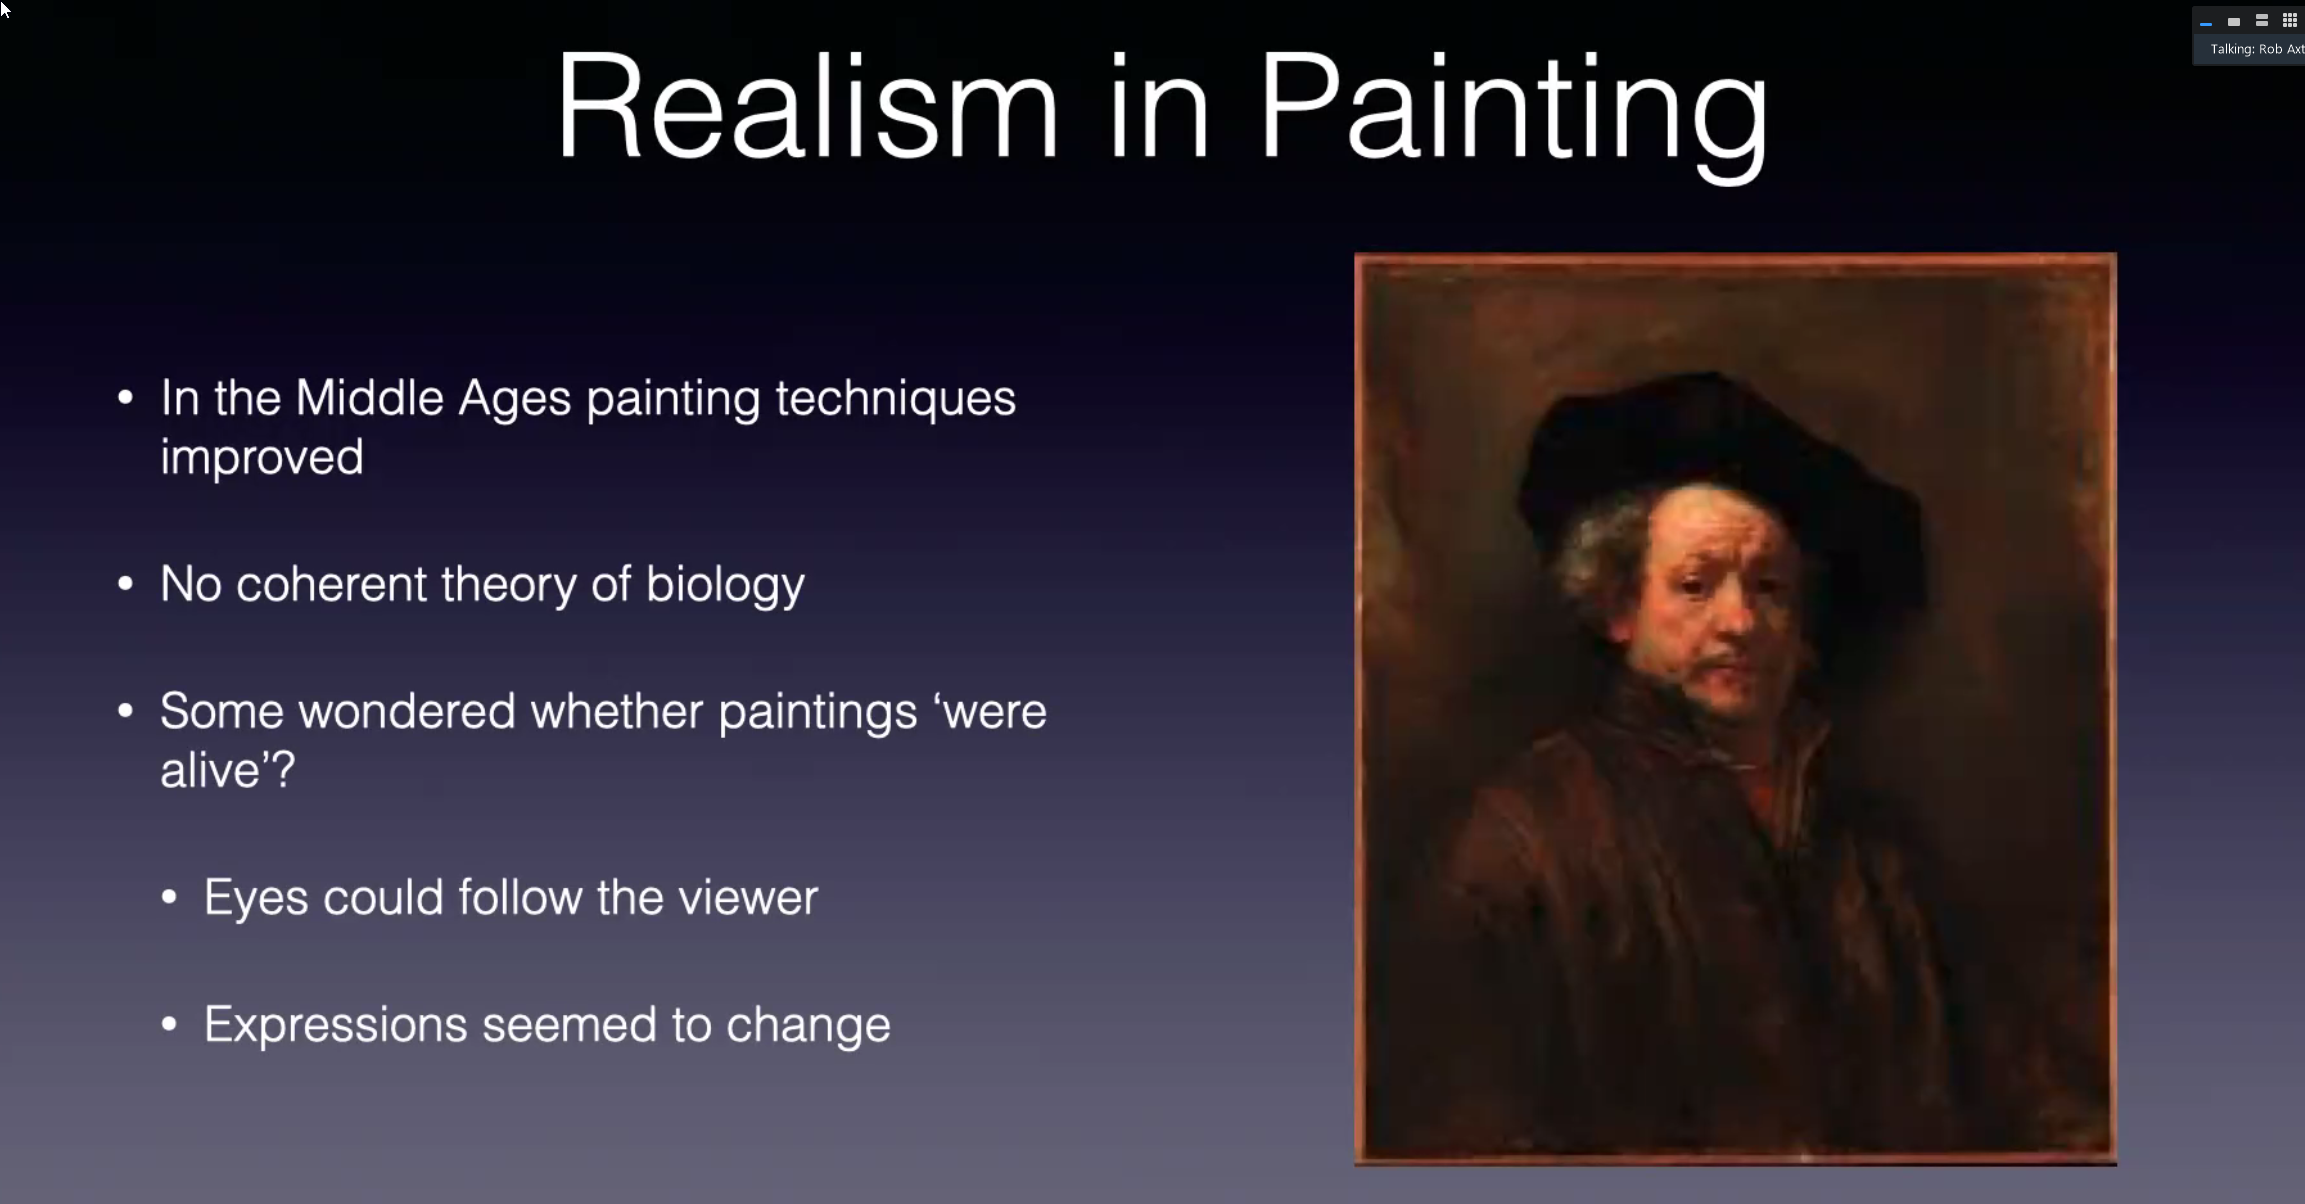 Talking: Rob Axt
Realism in Painting
• In the Middle Ages painting techniques
improved
• No coherent theory of biology
• Some wondered whether paintings ‘were
alive’?
• Eyes could follow the viewer
• Expressions seemed to change